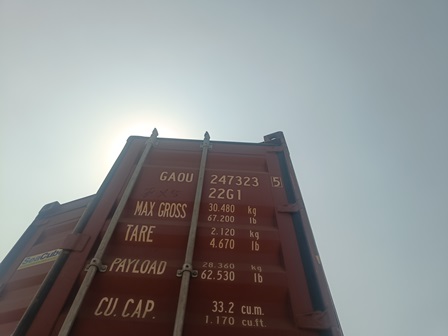 GAOU 247323 5
22G1
MAX GROSS 30.480 kg
67.200 lb
TARE 2.120 kg
4.670 lb
PAYLOAD 28.360 kg
62.530 lb
CU. CAP. 33.2 cu.m.
1.170 cu.ft.